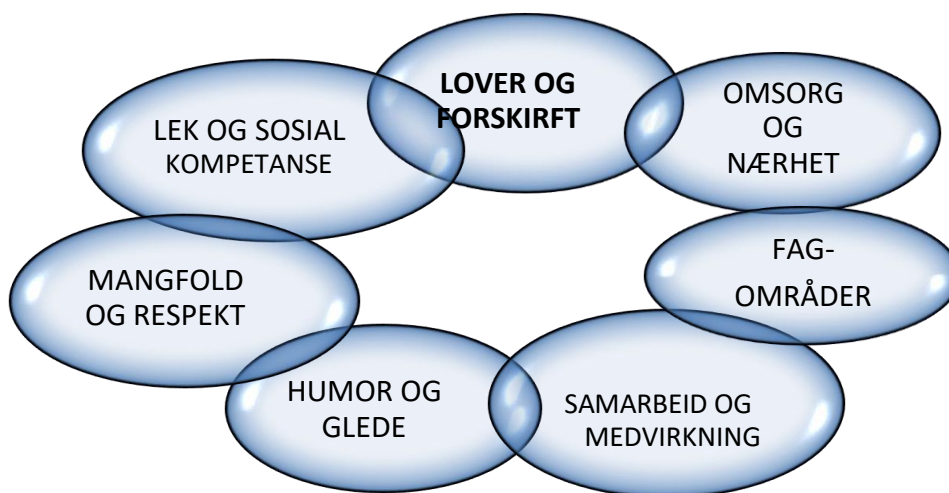 LOVER OG
FORSKIRFT
OMSORG
OG
NÆRHET
FAG-
OMRÅDER
SAMARBEID OG
MEDVIRKNING
HUMOR OG
GLEDE
MANGFOLD
OG RESPEKT
LEK OG SOSIAL
KOMPETANSE